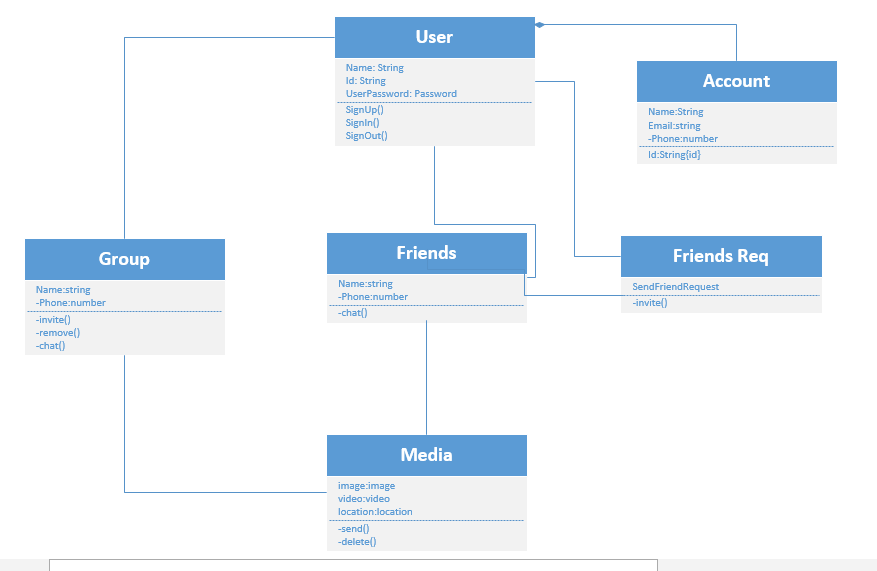 User
Name: String
Id: String
UserPassword: Password
SignUp()
SignIn()
SignOut()
Account
Name:String
Email:string
-Phone:number
Id:String{id}
Group
Name:string
-Phone:number
-invite()
-remove()
-chat()
Friends
Name:string
-Phone:number
-chat()
Friends Req
SendFriendRequest
-invite()
Media
image:image
video:video
location:location
-send()
-delete()